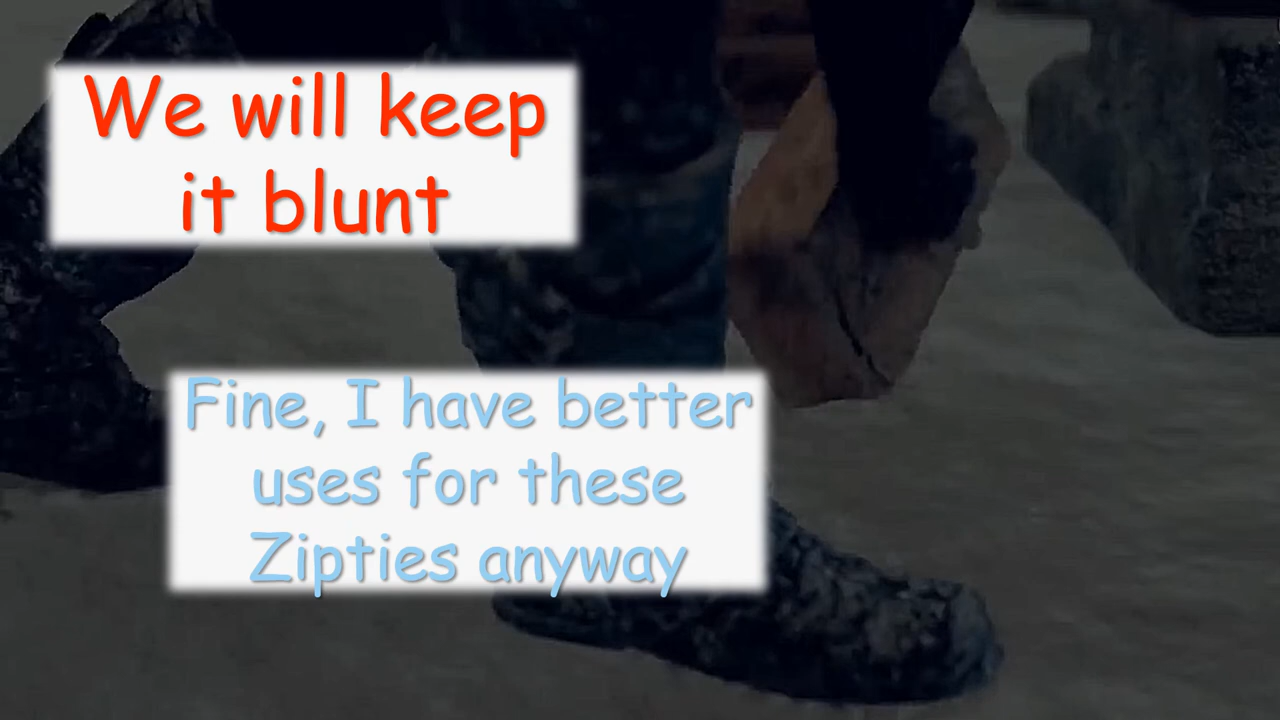 We will keep
it blunt
Fine, I have better
uses for these
Zipties anyway